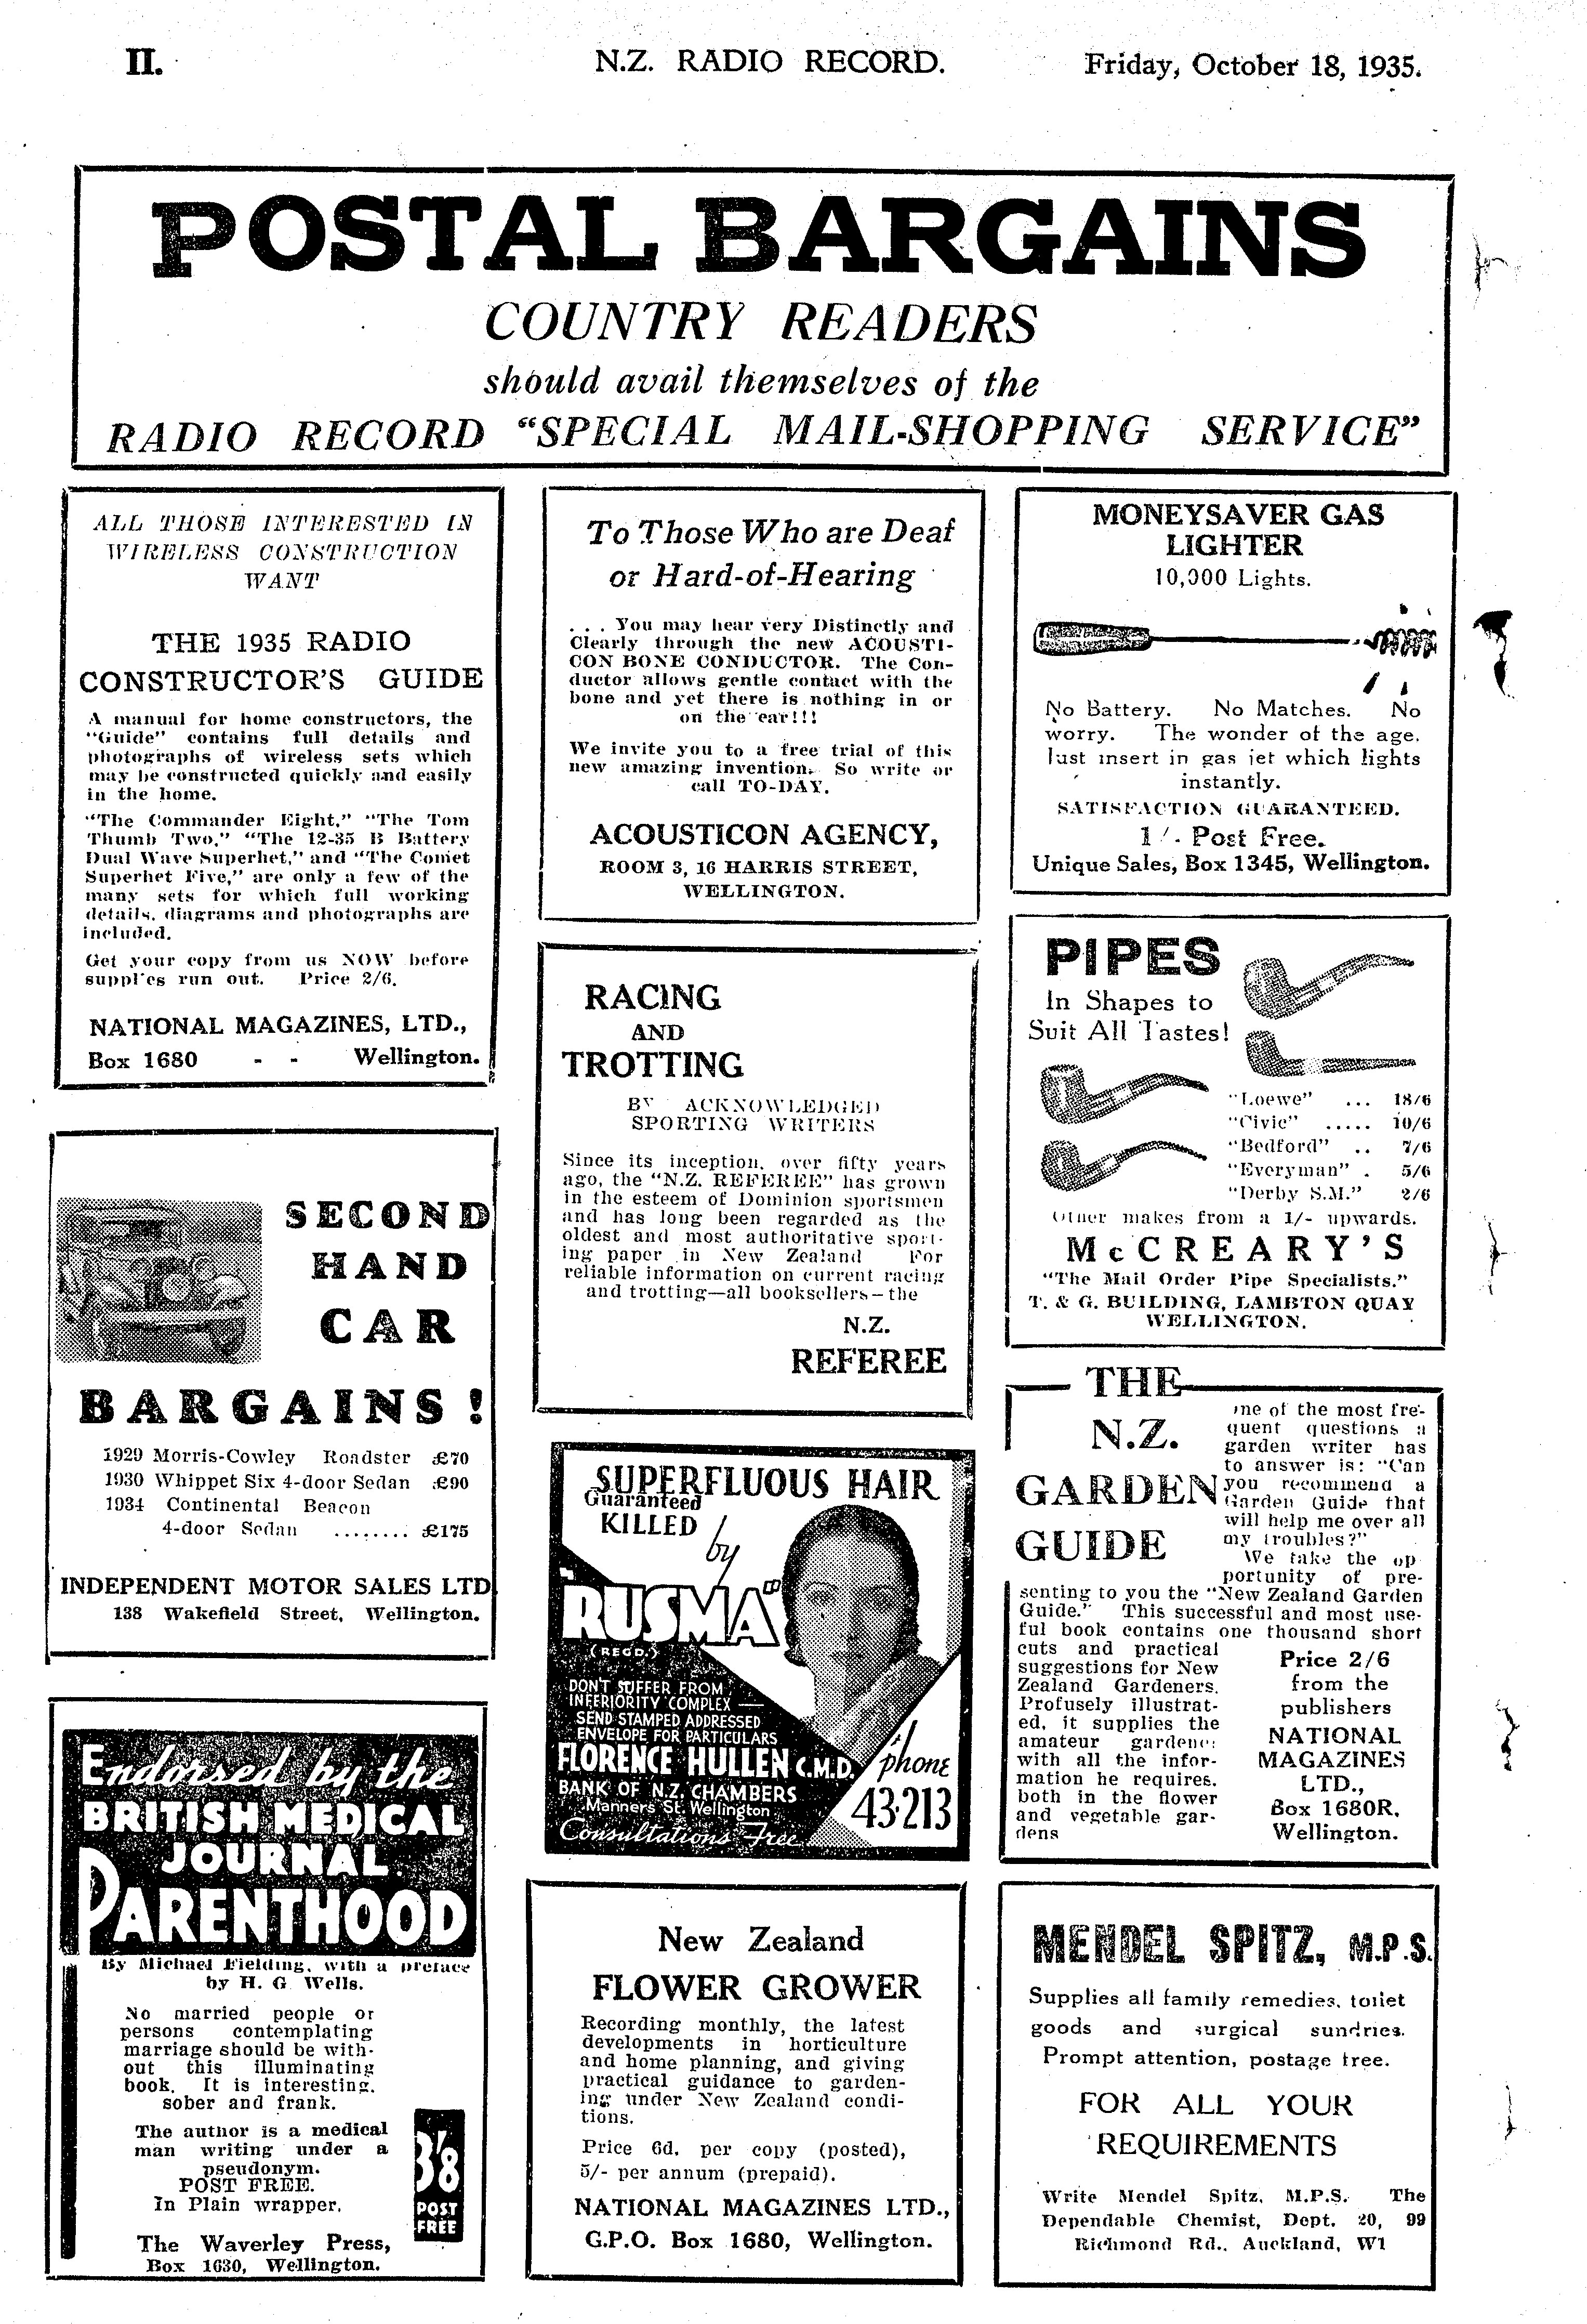 II.
N.Z. RADIO RECORD.
Friday, October 18, 1935.
POSTAL BARGAINS
COUNTRY READERS
should avail themselves of the
RADIO RECORD "SPECIAL MAIL-SHOPPING SERVICE"
ALL THOSE INTERESTED IN
WIRELESS CONSTRUCTION
WANT
THE 1935 RADIO
CONSTRUCTOR'S GUIDE
A manual for home constructors, the
"Guide" contains full details and
photographs of wireless sets which
may be constructed quickly and easily
in the home.
"The Commander Eight," "The Tom
Thumb Two," "The 12-35 B Battery
Dual Wave Superhet," and "The Comet
Superhet Five," are only a few of the
many sets for which full working
details, diagrams and photographs are
included.
Get your copy from us NOW before
supplies run out. Price 2/6.
NATIONAL MAGAZINES, LTD.,
Box 1680 - - Wellington.
SECOND
HAND
CAR
BARGAINS!
1929 Morris-Cowley Roadster £70
1930 Whippet Six 4-door Sedan £90
1934 Continental Beacon
4-door Sedan ........ £175
INDEPENDENT MOTOR SALES LTD
138 Wakefield Street, Wellington.
Endorsed by the
BRITISH MEDICAL
JOURNAL
PARENTHOOD
By Michael Fielding, with a preface
by H. G Wells.
No married people or
persons contemplating
marriage should be with-
out this illuminating
book. It is interesting,
sober and frank.
The author is a medical
man writing under a
pseudonym.
POST FREE.
In Plain wrapper.
3/8
POST
FREE
The Waverley Press,
Box 1630, Wellington.
To Those Who are Deaf
or Hard-of-Hearing
. . . You may hear very Distinctly and
Clearly through the new ACOUSTI-
CON BONE CONDUCTOR. The Con-
ductor allows gentle contact with the
bone and yet there is nothing in or
on the ear!!!
We invite you to a free trial of this
new amazing invention. So write or
call TO-DAY.
ACOUSTICON AGENCY,
ROOM 3, 16 HARRIS STREET,
WELLINGTON.
RACING
AND
TROTTING
BY ACKNOWLEDGED
SPORTING WRITERS
Since its inception, over fifty years
ago, the "N.Z. REFEREE" has grown
in the esteem of Dominion sportsmen
and has long been regarded as the
oldest and most authoritative sport-
ing paper in New Zealand For
reliable information on current racing
and trotting—all booksellers—the
N.Z.
REFEREE
SUPERFLUOUS HAIR
Guaranteed
KILLED
by
"RUSMA"
(REGD.)
DON'T SUFFER FROM
INFERIORITY COMPLEX —
SEND STAMPED ADDRESSED
ENVELOPE FOR PARTICULARS
FLORENCE HULLEN C.M.D.
BANK OF N.Z. CHAMBERS
Manners St. Wellington
Consultations Free
'phone
43-213
New Zealand
FLOWER GROWER
Recording monthly, the latest
developments in horticulture
and home planning, and giving
practical guidance to garden-
ing under New Zealand condi-
tions.
Price 6d. per copy (posted),
5/- per annum (prepaid).
NATIONAL MAGAZINES LTD.,
G.P.O. Box 1680, Wellington.
MONEYSAVER GAS
LIGHTER
10,000 Lights.
No Battery. No Matches. No
worry. The wonder of the age.
Just insert in gas jet which lights
instantly.
SATISFACTION GUARANTEED.
1/- Post Free.
Unique Sales, Box 1345, Wellington.
PIPES
In Shapes to
Suit All Tastes!
"Loewe" ... 18/6
"Civic" ..... 10/6
"Bedford" .. 7/6
"Everyman" . 5/6
"Derby S.M." 2/6
Other makes from a 1/- upwards.
McCREARY'S
"The Mail Order Pipe Specialists."
T. & G. BUILDING, LAMBTON QUAY
WELLINGTON.
THE
N.Z.
GARDEN
GUIDE
One of the most fre-
quent questions a
garden writer has
to answer is: "Can
you recommend a
Garden Guide that
will help me over all
my troubles?"
We take the op
portunity of pre-
senting to you the "New Zealand Garden
Guide." This successful and most use-
ful book contains one thousand short
cuts and practical
suggestions for New
Zealand Gardeners.
Profusely illustrat-
ed, it supplies the
amateur gardener
with all the infor-
mation he requires,
both in the flower
and vegetable gar-
dens
Price 2/6
from the
publishers
NATIONAL
MAGAZINES
LTD.,
Box 1680R,
Wellington.
MENDEL SPITZ, M.P.S.
Supplies all family remedies, toilet
goods and surgical sundries.
Prompt attention, postage free.
FOR ALL YOUR
REQUIREMENTS
Write Mendel Spitz, M.P.S. The
Dependable Chemist, Dept. 20, 99
Richmond Rd., Auckland, W1